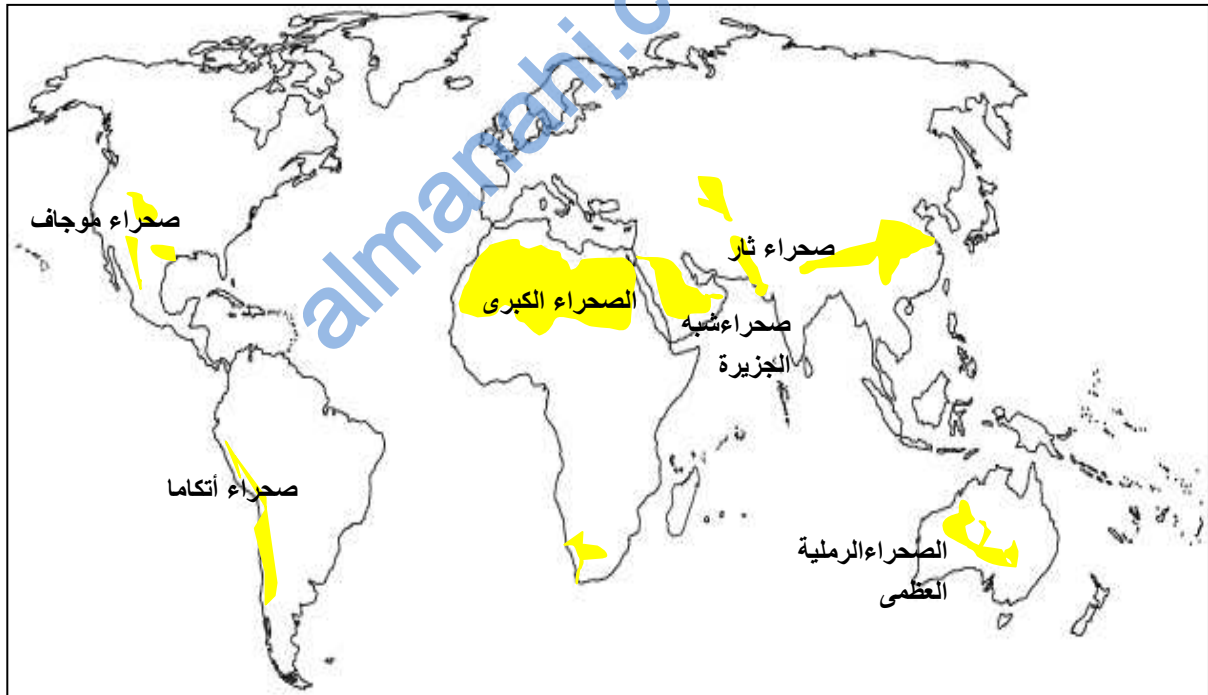 almanahj.c
صحراء موجاف
صحراء ثار
الصحراء الكبرى
صحراءشبه
الجزيرة
صحراء أتكاما
الصحراءالرملية
العظمى